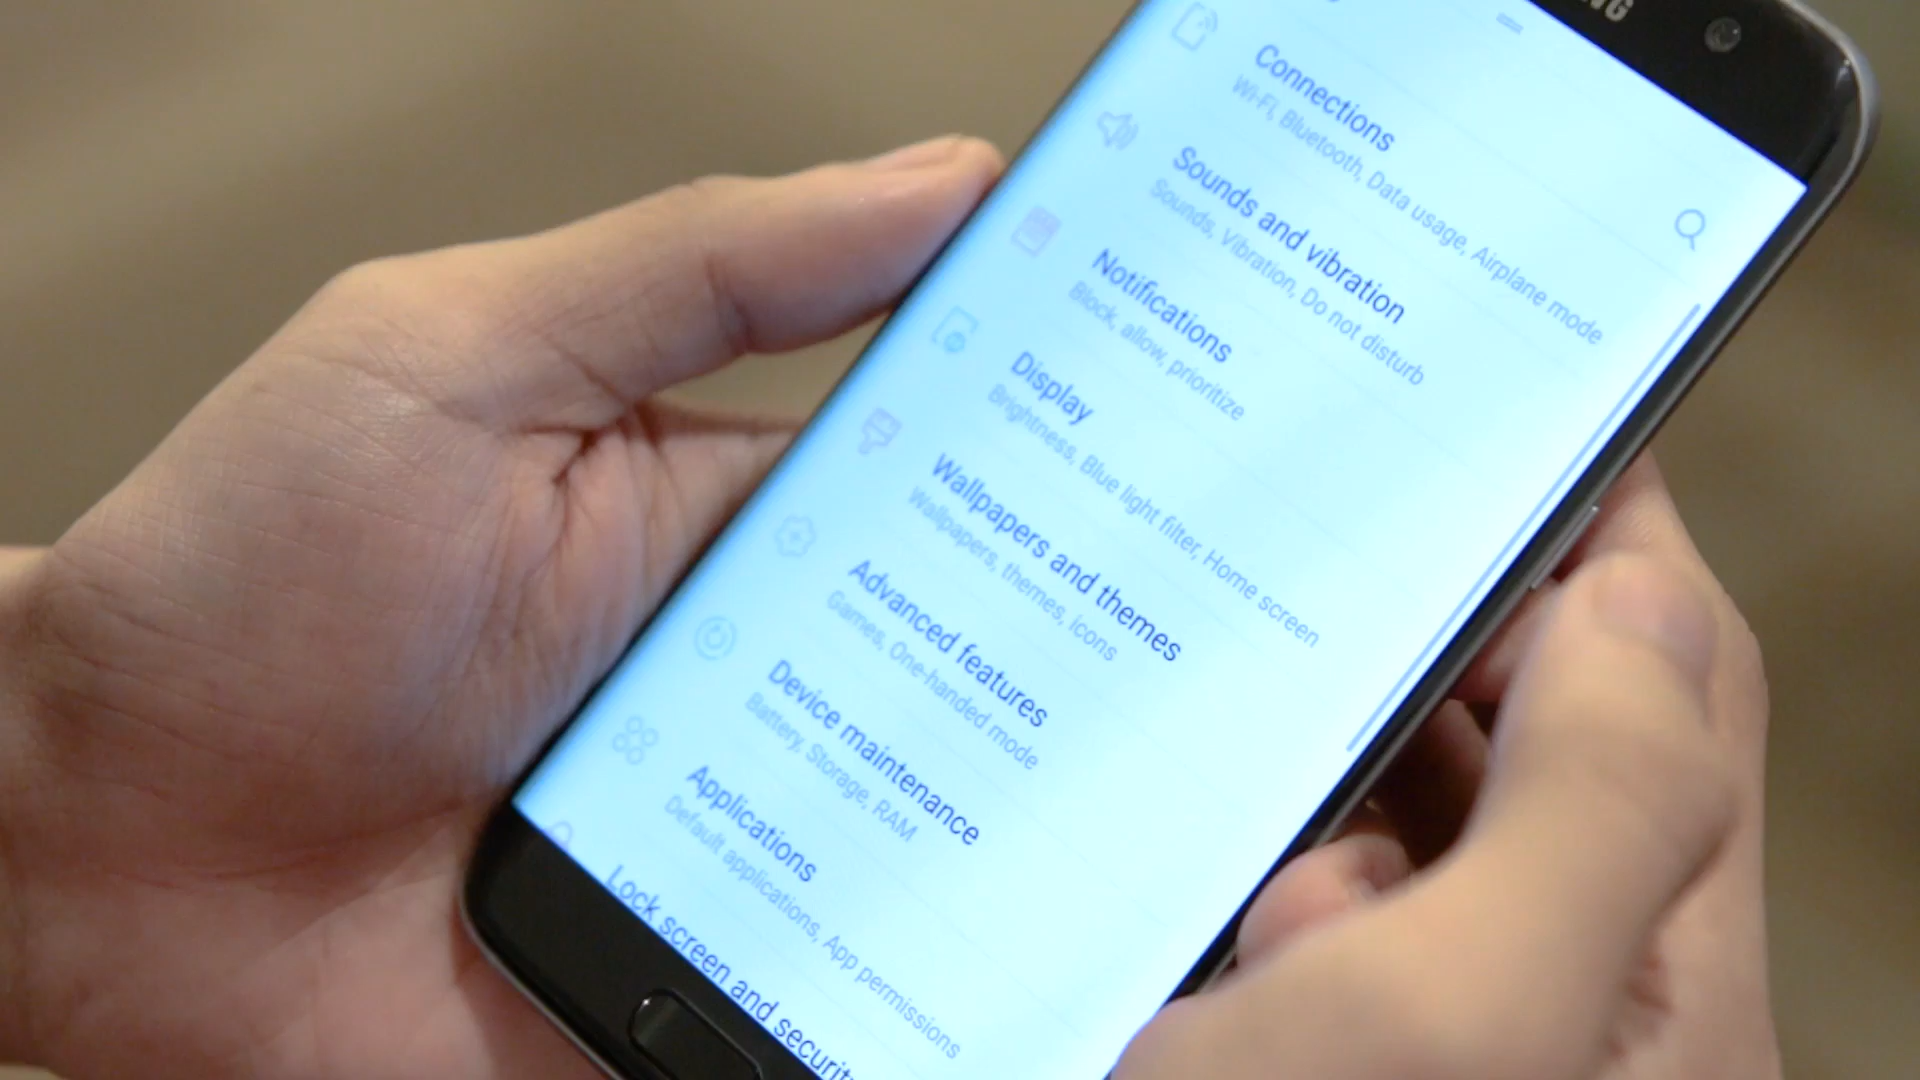 Connections
Wi-Fi, Bluetooth, Data usage, Airplane mode
Sounds and vibration
Sounds, Vibration, Do not disturb
Notifications
Block, allow, prioritize
Display
Brightness, Blue light filter, Home screen
Wallpapers and themes
Wallpapers, themes, icons
Advanced features
Games, One-handed mode
Device maintenance
Battery, Storage, RAM
Applications
Default applications, App permissions
Lock screen and security